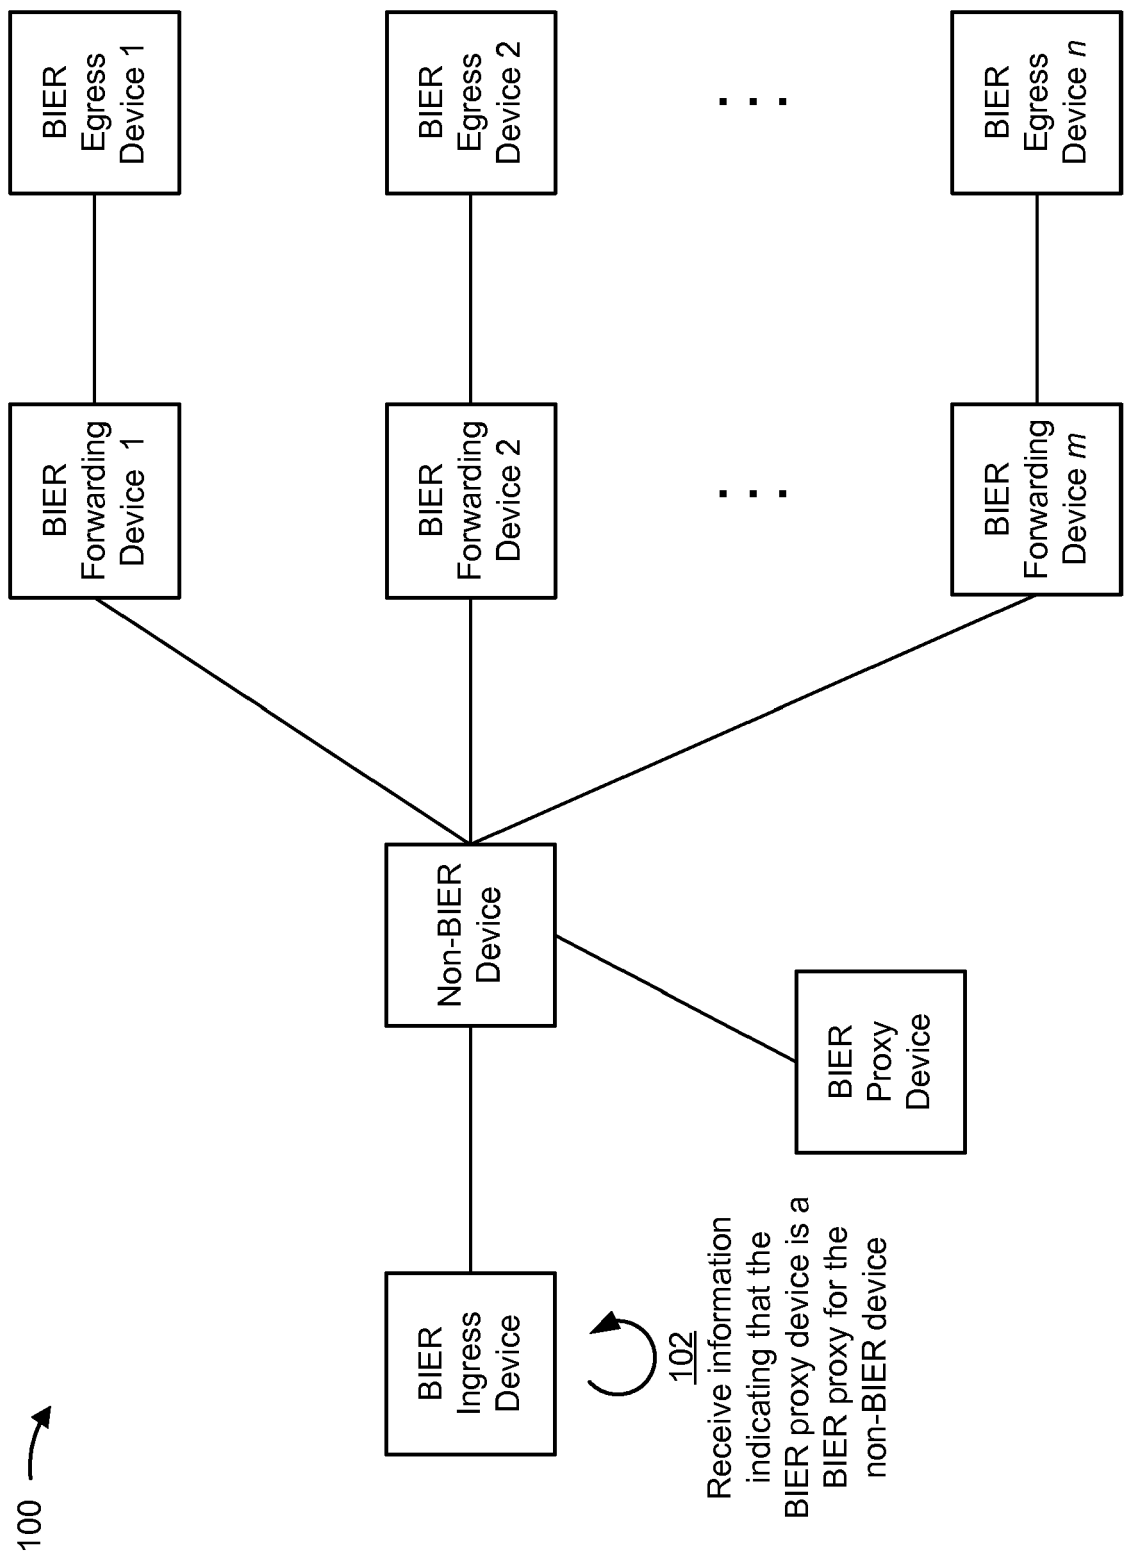 100
BIER
Ingress
Device
102
Receive information
indicating that the
BIER proxy device is a
BIER proxy for the
non-BIER device
Non-BIER
Device
BIER
Proxy
Device
BIER
Forwarding
Device 1
BIER
Forwarding
Device 2
. . .
BIER
Forwarding
Device m
BIER
Egress
Device 1
BIER
Egress
Device 2
. . .
BIER
Egress
Device n